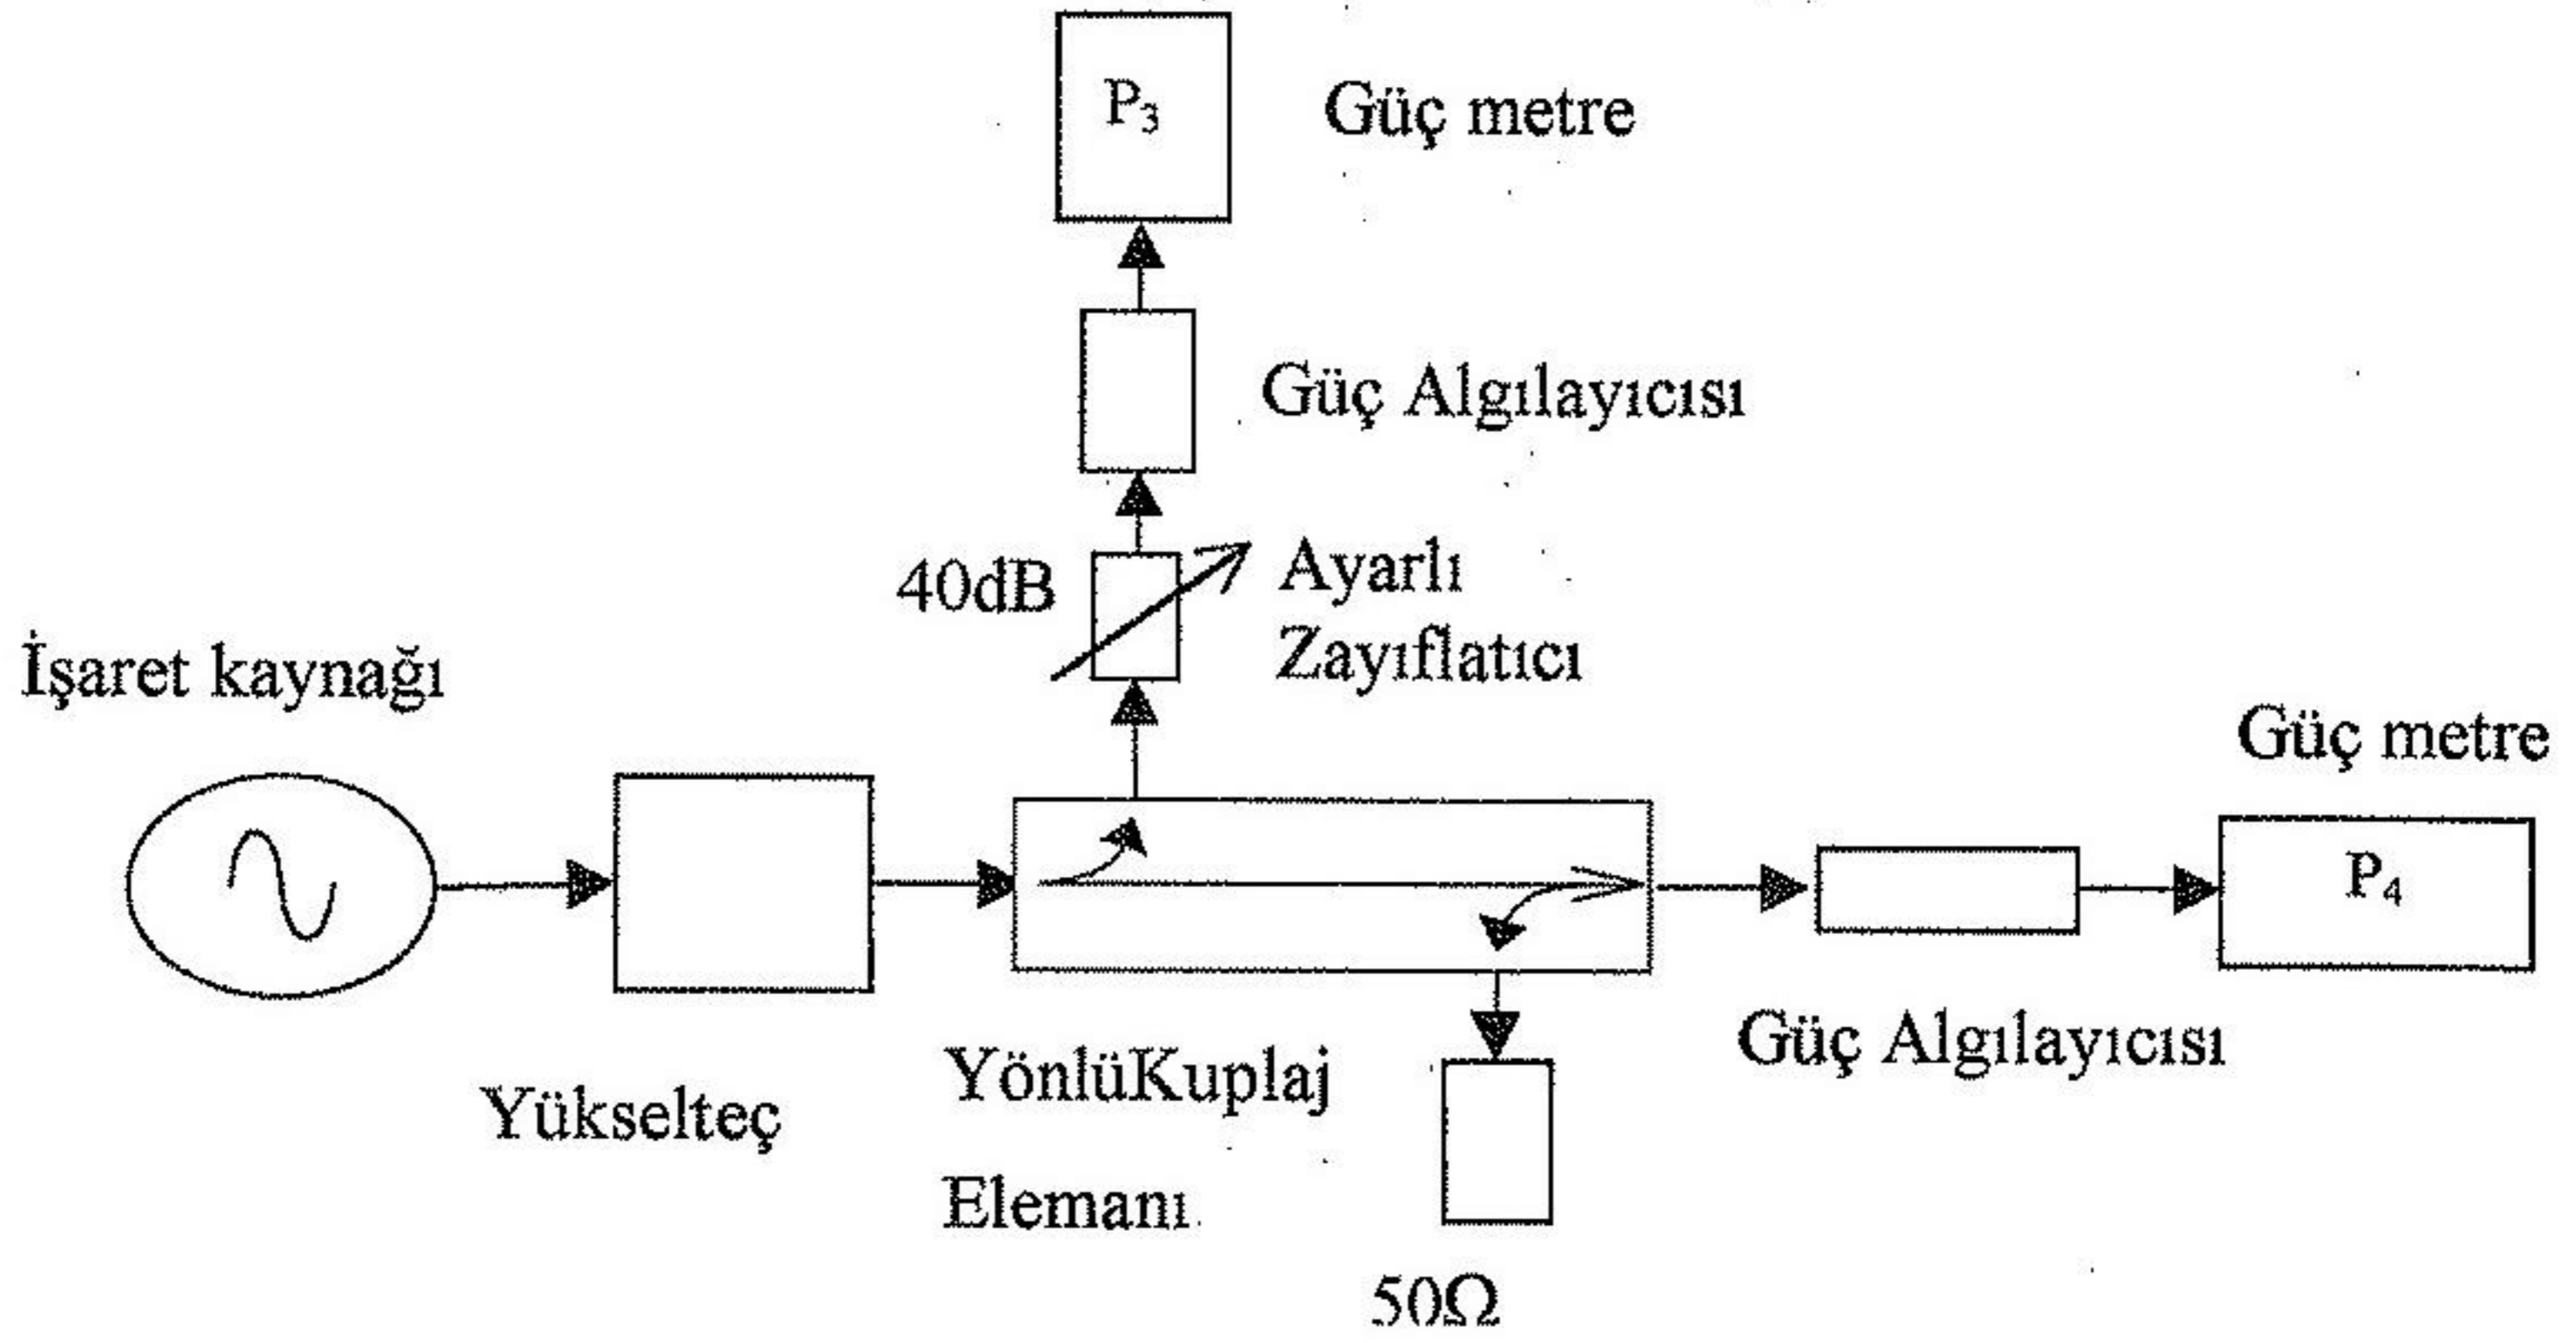 P₃
Güç metre
Güç Algılayıcısı
40dB
Ayarlı
Zayıflatıcı
İşaret kaynağı
Güç metre
P₄
Güç Algılayıcısı
Yükselteç
YönlüKuplaj
Elemanı
50Ω